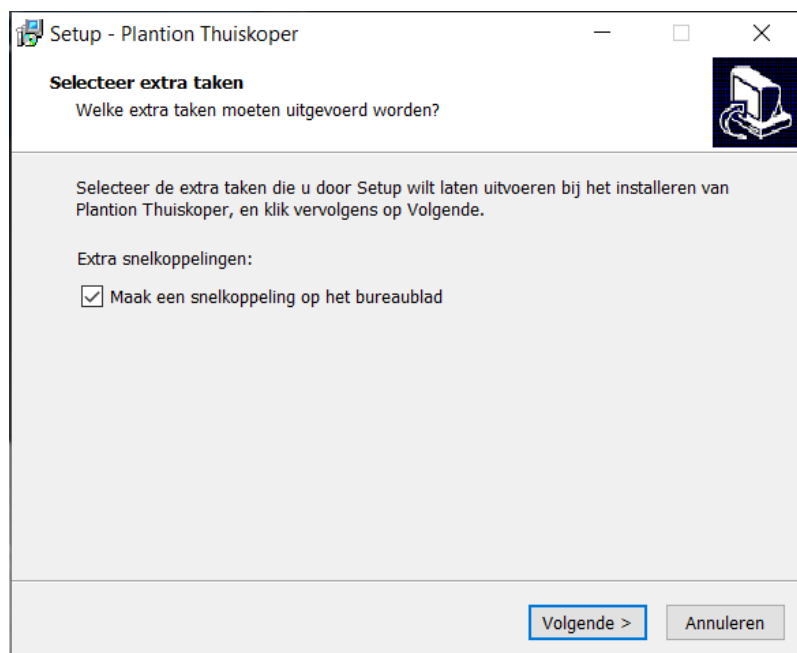 Setup - Plantion Thuiskoper
Selecteer extra taken
Welke extra taken moeten uitgevoerd worden?
Selecteer de extra taken die u door Setup wilt laten uitvoeren bij het installeren van
Plantion Thuiskoper, en klik vervolgens op Volgende.
Extra snelkoppelingen:
Maak een snelkoppeling op het bureaublad
Volgende >
Annuleren